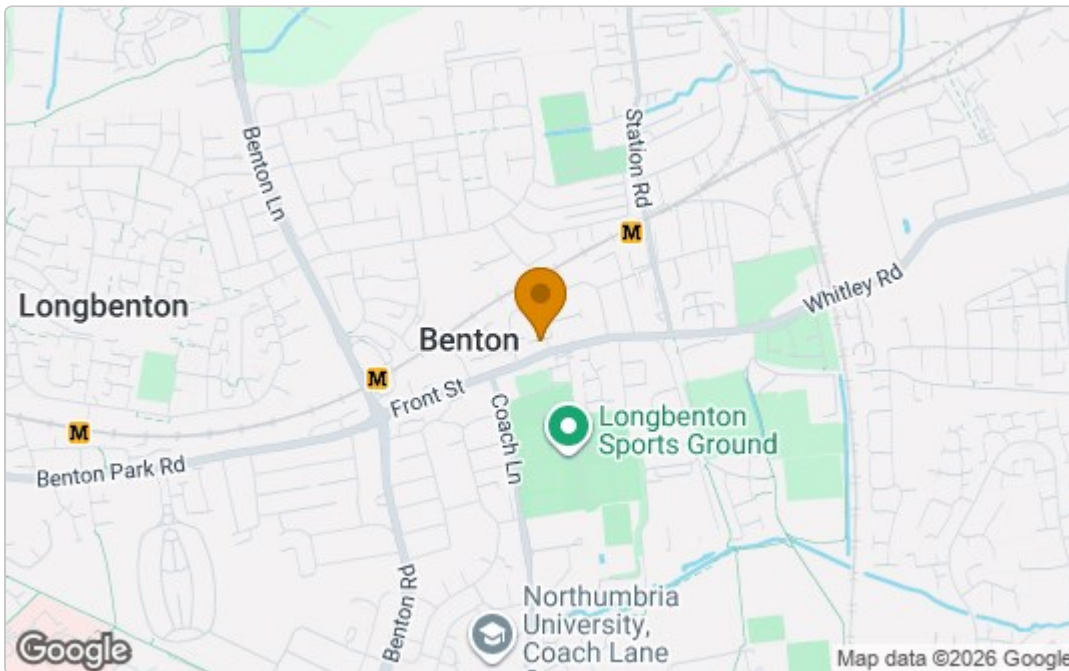 Benton Ln
Station Rd
M
Whitley Rd
Longbenton
Benton
M
Front St
M
Benton Park Rd
Coach Ln
Longbenton
Sports Ground
Benton Rd
Northumbria
University,
Coach Lane
Google
Map data ©2026 Google